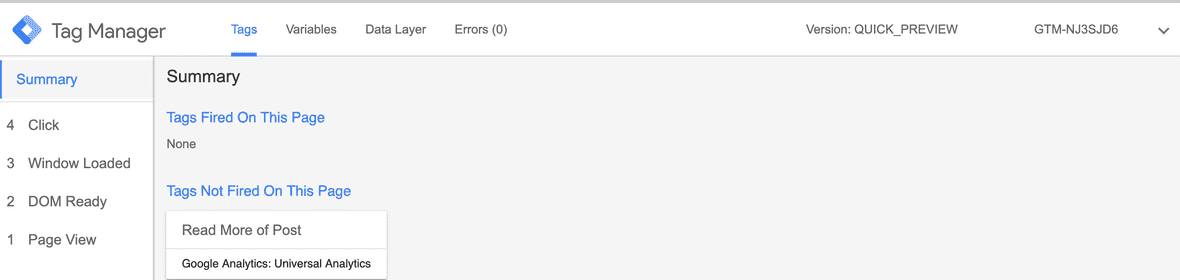 Tag Manager Tags Variables Data Layer Errors (0) Version: QUICK_PREVIEW GTM-NJ3SJD6
Summary
4 Click
3 Window Loaded
2 DOM Ready
1 Page View
Summary
Tags Fired On This Page
None
Tags Not Fired On This Page
Read More of Post
Google Analytics: Universal Analytics